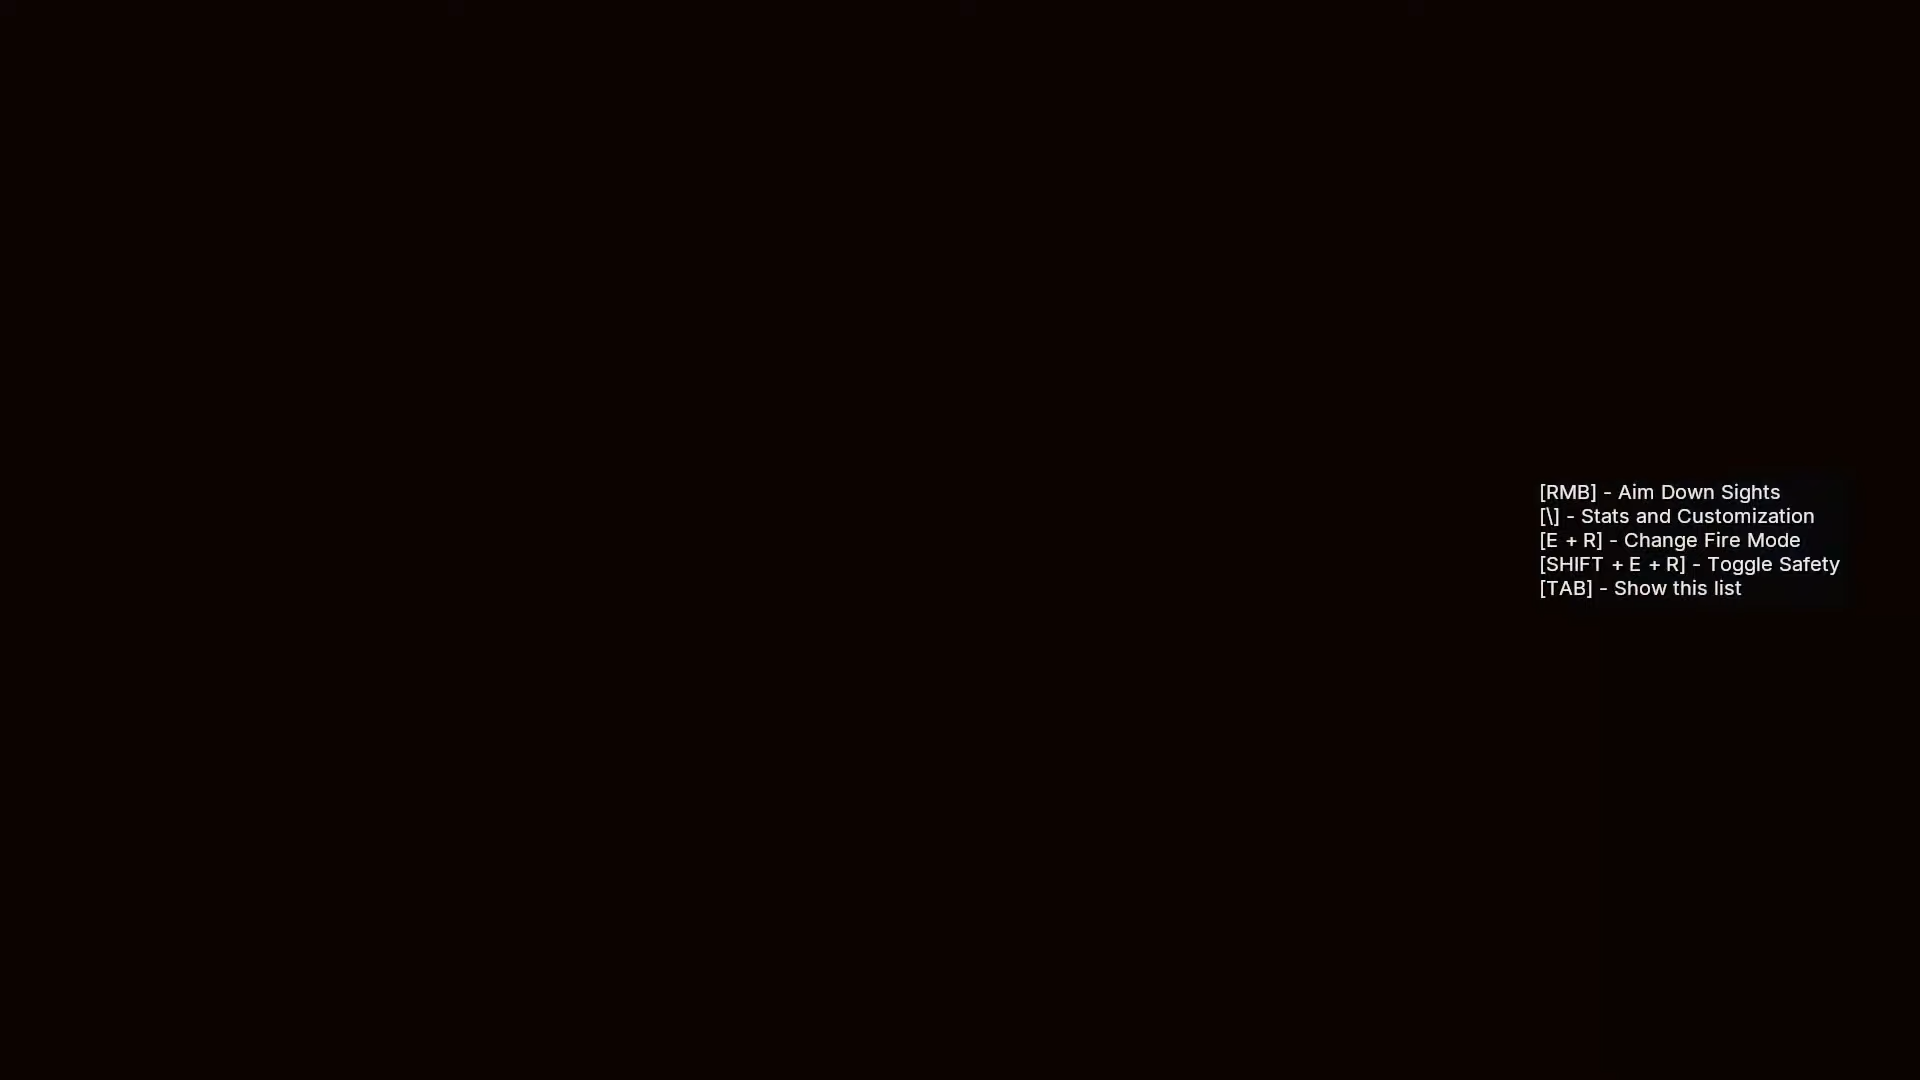 [RMB] - Aim Down Sights
[\] - Stats and Customization
[E + R] - Change Fire Mode
[SHIFT + E + R] - Toggle Safety
[TAB] - Show this list